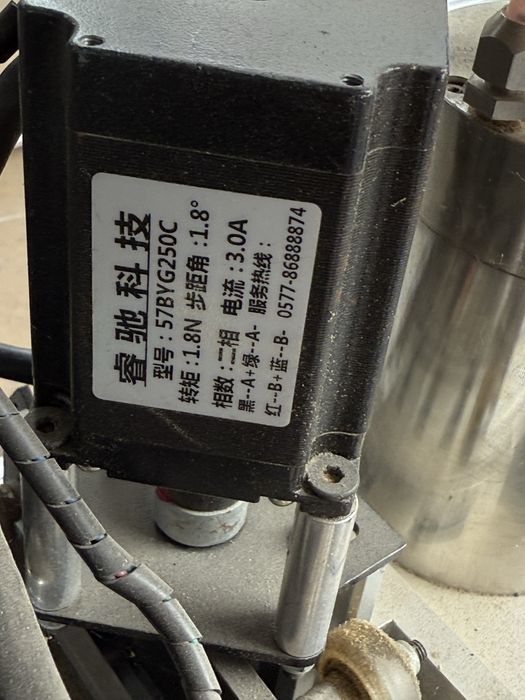 睿驰科技
型号:57BYG250C
转矩:1.8N 步距角:1.8°
相数:二相 电流:3.0A
黑--A+绿--A- 服务热线:
红--B+蓝--B- 0577-86888874